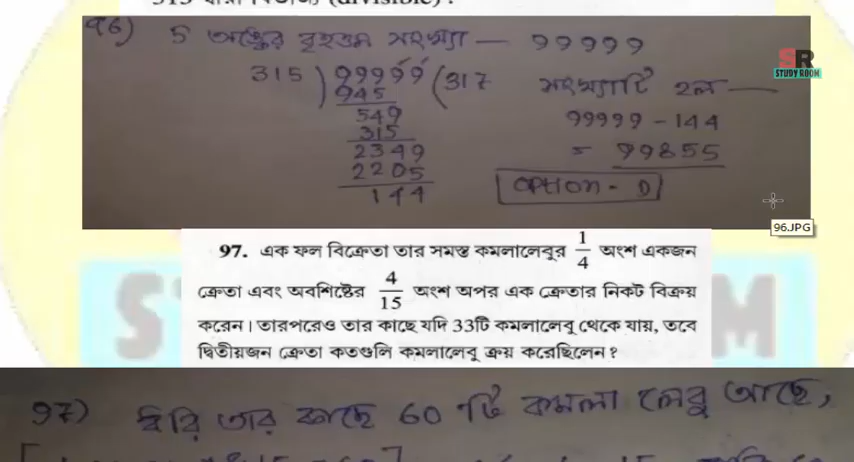 315 দ্বারা বিভাজ্য (divisible) ?
96) 5 অঙ্কের বৃহত্তম সংখ্যা — 99999
315) 99999 (317 সংখ্যাটি হল —
945
549
99999 - 144
315
2349
= 99855
2205
144
OPTION - D
SR
STUDY ROOM
96.JPG
97. এক ফল বিক্রেতা তার সমস্ত কমলালেবুর 1/4 অংশ একজন
ক্রেতা এবং অবশিষ্টের 4/15 অংশ অপর এক ক্রেতার নিকট বিক্রয়
করেন। তারপরেও তার কাছে যদি 33টি কমলালেবু থেকে যায়, তবে
দ্বিতীয়জন ক্রেতা কতগুলি কমলালেবু ক্রয় করেছিলেন?
97) ধরি তার কাছে 60 টি কমলা লেবু আছে,